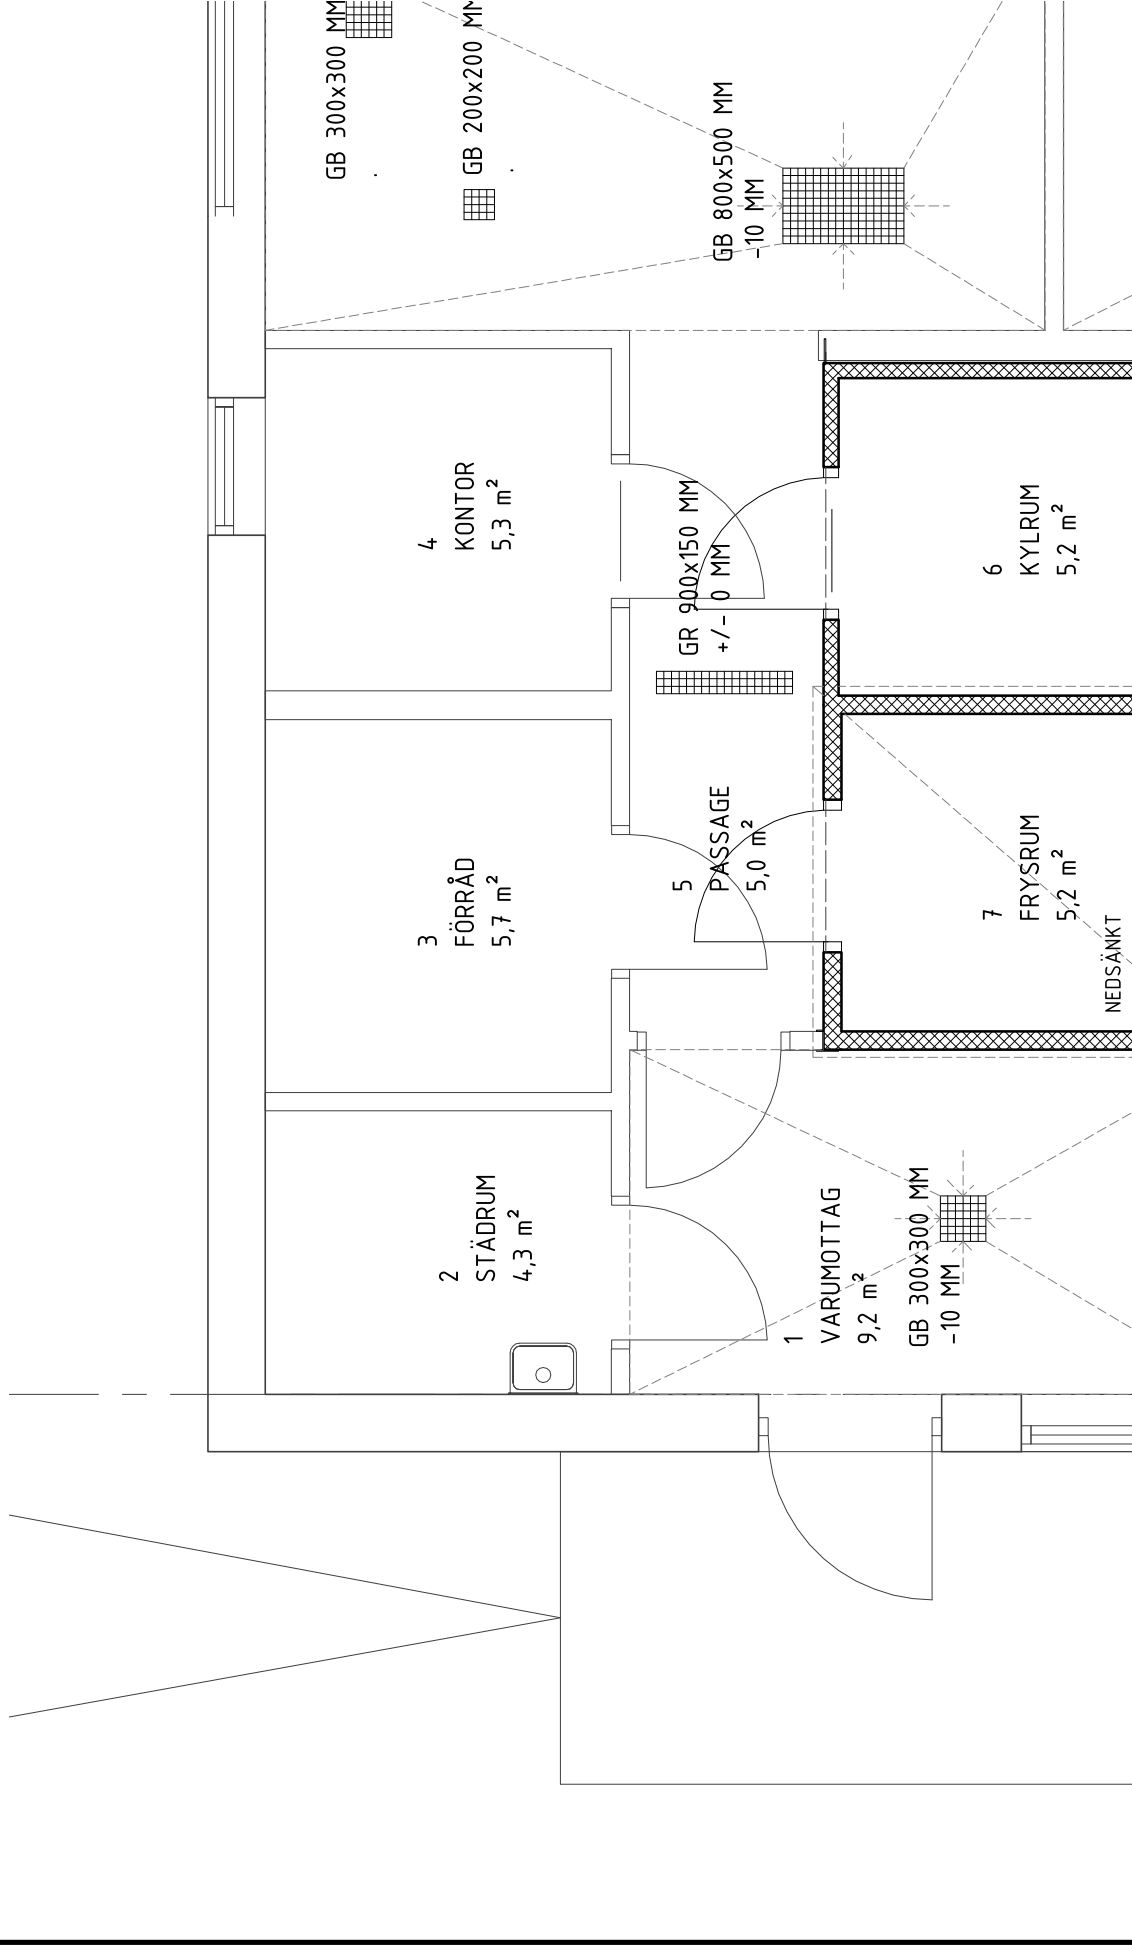 GB 300x300 MM
GB 200x200 MM
GB 800x500 MM
-10 MM
4
KONTOR
5,3 m²
GR 900x150 MM
+/- 0 MM
6
KYLRUM
5,2 m²
3
FÖRRÅD
5,7 m²
5
PASSAGE
5,0 m²
7
FRYSRUM
5,2 m²
NEDSÄNKT
2
STÄDRUM
4,3 m²
1
VARUMOTTAG
9,2 m²
GB 300x300 MM
-10 MM